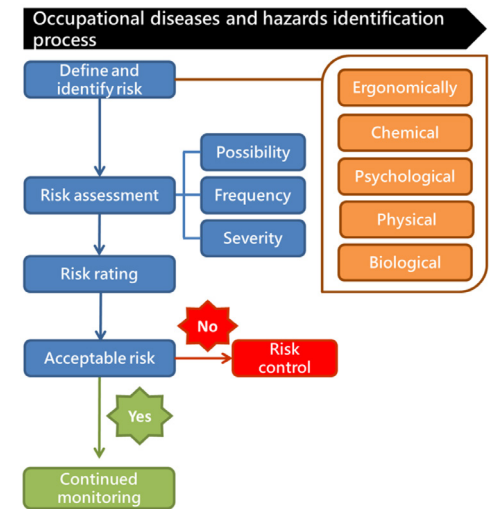 Occupational diseases and hazards identification
process
Define and
identify risk
Ergonomically
Chemical
Psychological
Physical
Biological
Risk assessment
Possibility
Frequency
Severity
Risk rating
Acceptable risk
No
Risk
control
Yes
Continued
monitoring